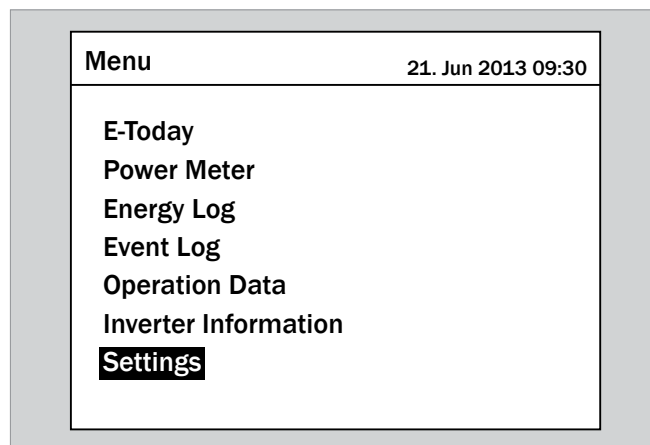 Menu
21. Jun 2013 09:30
E-Today
Power Meter
Energy Log
Event Log
Operation Data
Inverter Information
Settings